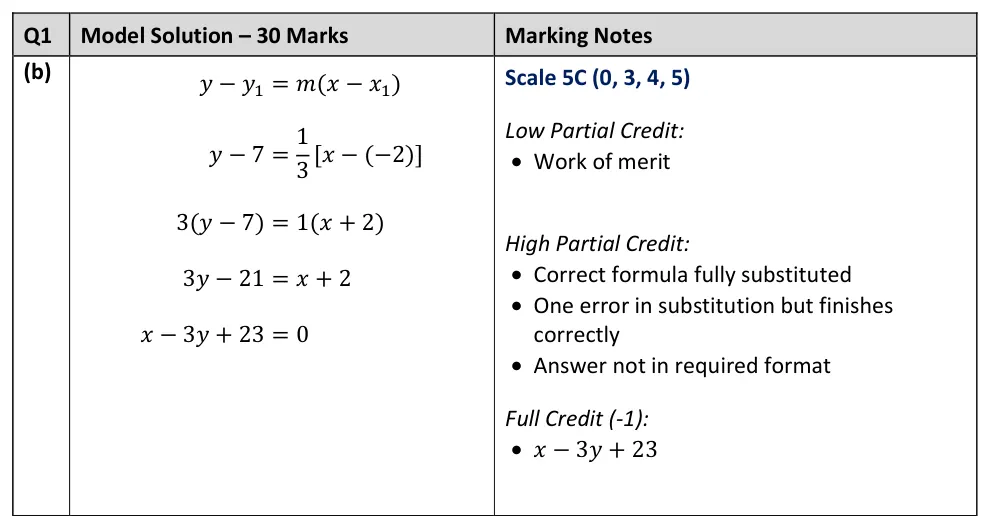 Q1 Model Solution – 30 Marks Marking Notes
(b)
y − y₁ = m(x − x₁)
y − 7 = 1/3 [x − (−2)]
3(y − 7) = 1(x + 2)
3y − 21 = x + 2
x − 3y + 23 = 0
Scale 5C (0, 3, 4, 5)
Low Partial Credit:
• Work of merit
High Partial Credit:
• Correct formula fully substituted
• One error in substitution but finishes
correctly
• Answer not in required format
Full Credit (-1):
• x − 3y + 23